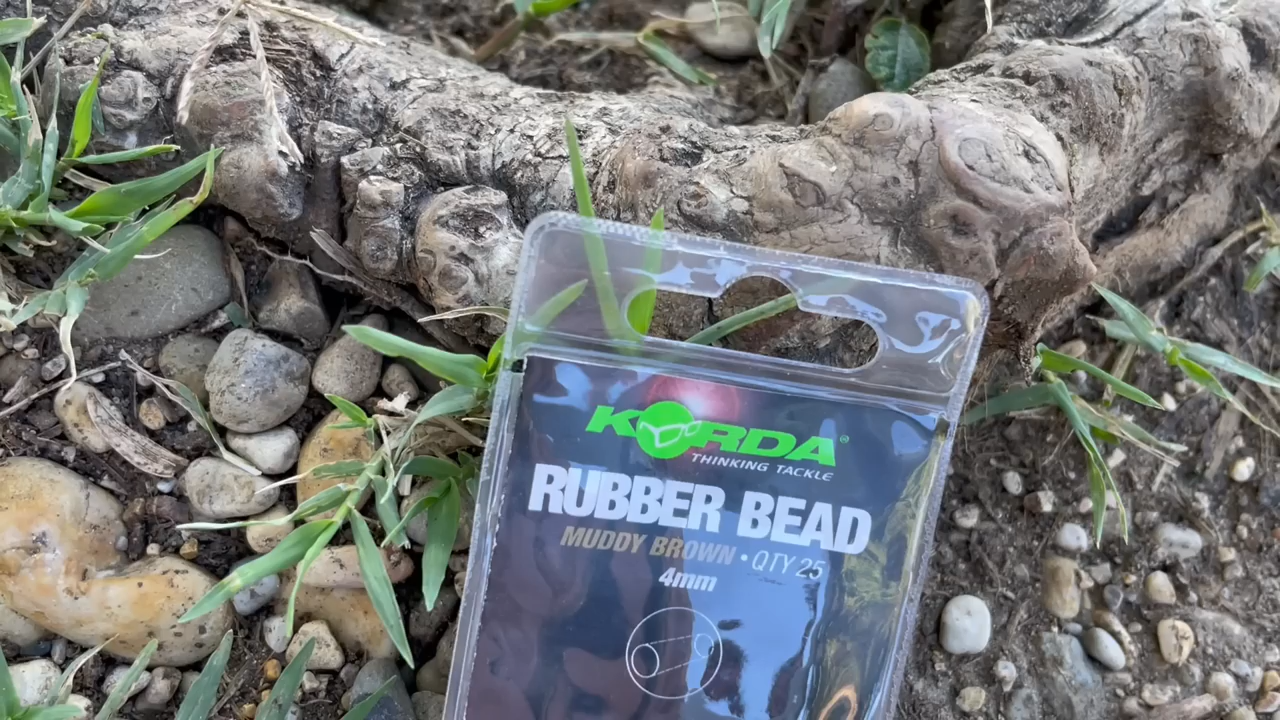 KORDA®
THINKING TACKLE
RUBBER BEAD
MUDDY BROWN • QTY 25
4mm